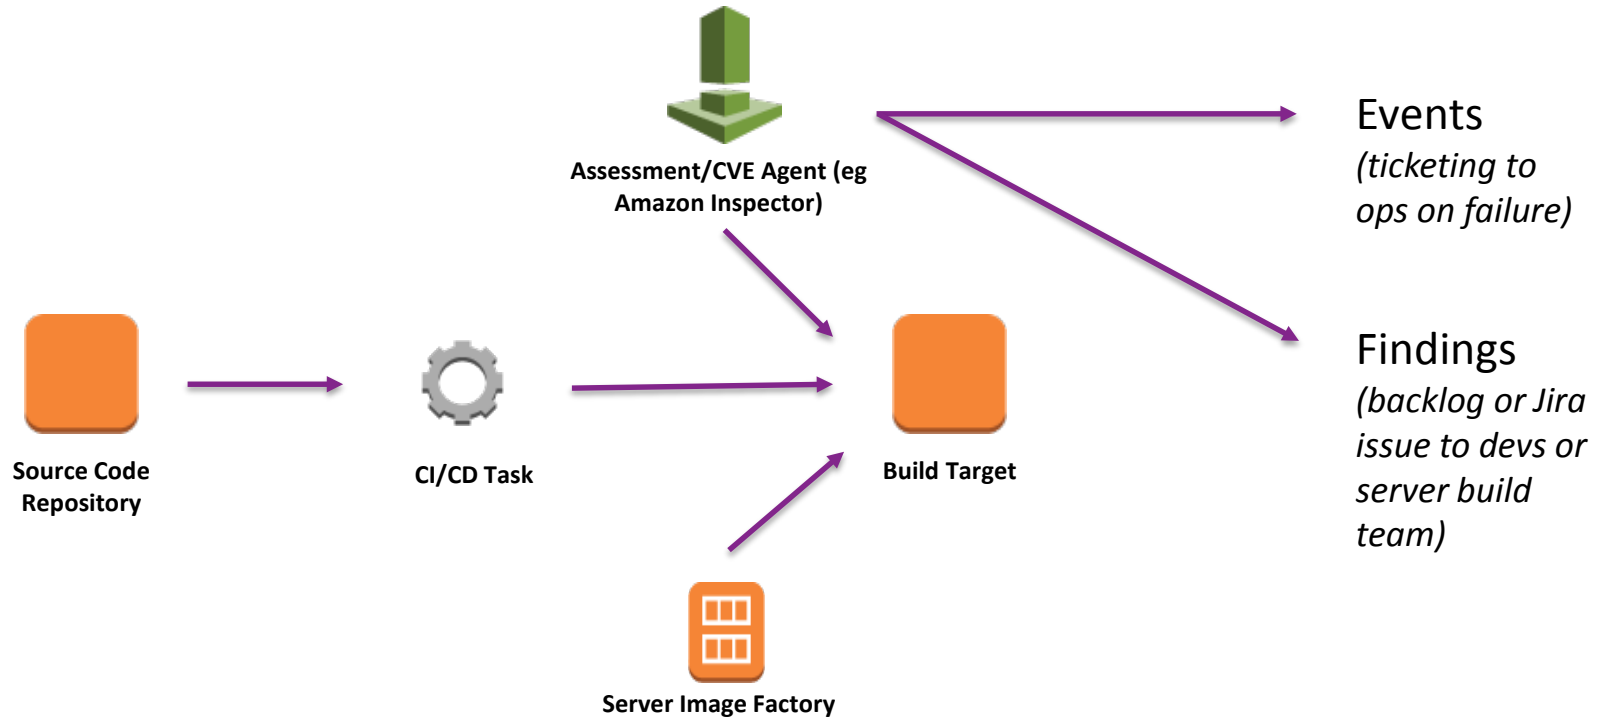 Assessment/CVE Agent (eg
Amazon Inspector)
Events
(ticketing to
ops on failure)
Source Code
Repository
CI/CD Task
Build Target
Findings
(backlog or Jira
issue to devs or
server build
team)
Server Image Factory